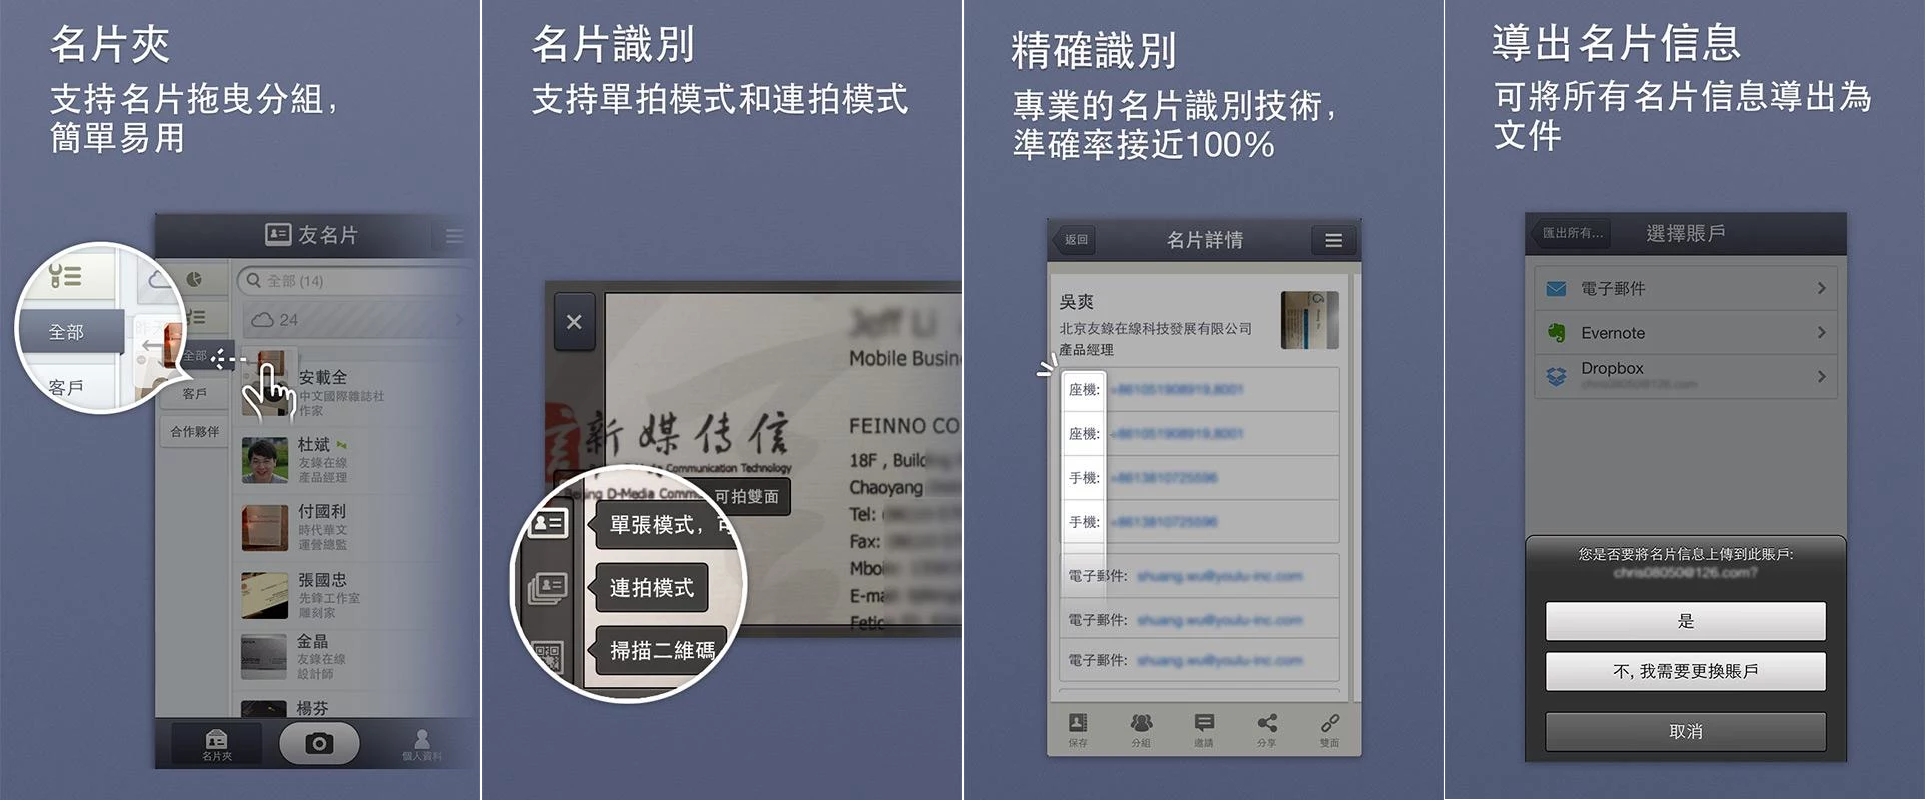 名片夾
支持名片拖曳分組，
簡單易用
友名片
全部
客戶
全部 (14)
24
全部
客戶
合作夥伴
安載全
中文國際雜誌社
作家
杜斌
友錄在線
產品經理
付國利
時代華文
運營總監
張國忠
先鋒工作室
雕刻家
金晶
友錄在線
設計師
楊芬
名片夾
個人資料
名片識別
支持單拍模式和連拍模式
Jeff Li
Mobile Busin
新媒傳信
Communication Technology
FEINNO CO
18F , Build
Chaoyang
Tel:
Fax:
E-ma
Beijing D-Media Comm
可拍雙面
單張模式，可
連拍模式
掃描二維碼
精確識別
專業的名片識別技術，
準確率接近100%
返回
名片詳情
吳爽
北京友錄在線科技發展有限公司
產品經理
座機:
座機:
手機:
手機:
電子郵件:
電子郵件:
電子郵件:
保存
分組
邀請
分享
雙面
導出名片信息
可將所有名片信息導出為
文件
匯出所有...
選擇賬戶
電子郵件
Evernote
Dropbox
您是否要將名片信息上傳到此賬戶:
chris08050@126.com?
是
不, 我需要更換賬戶
取消